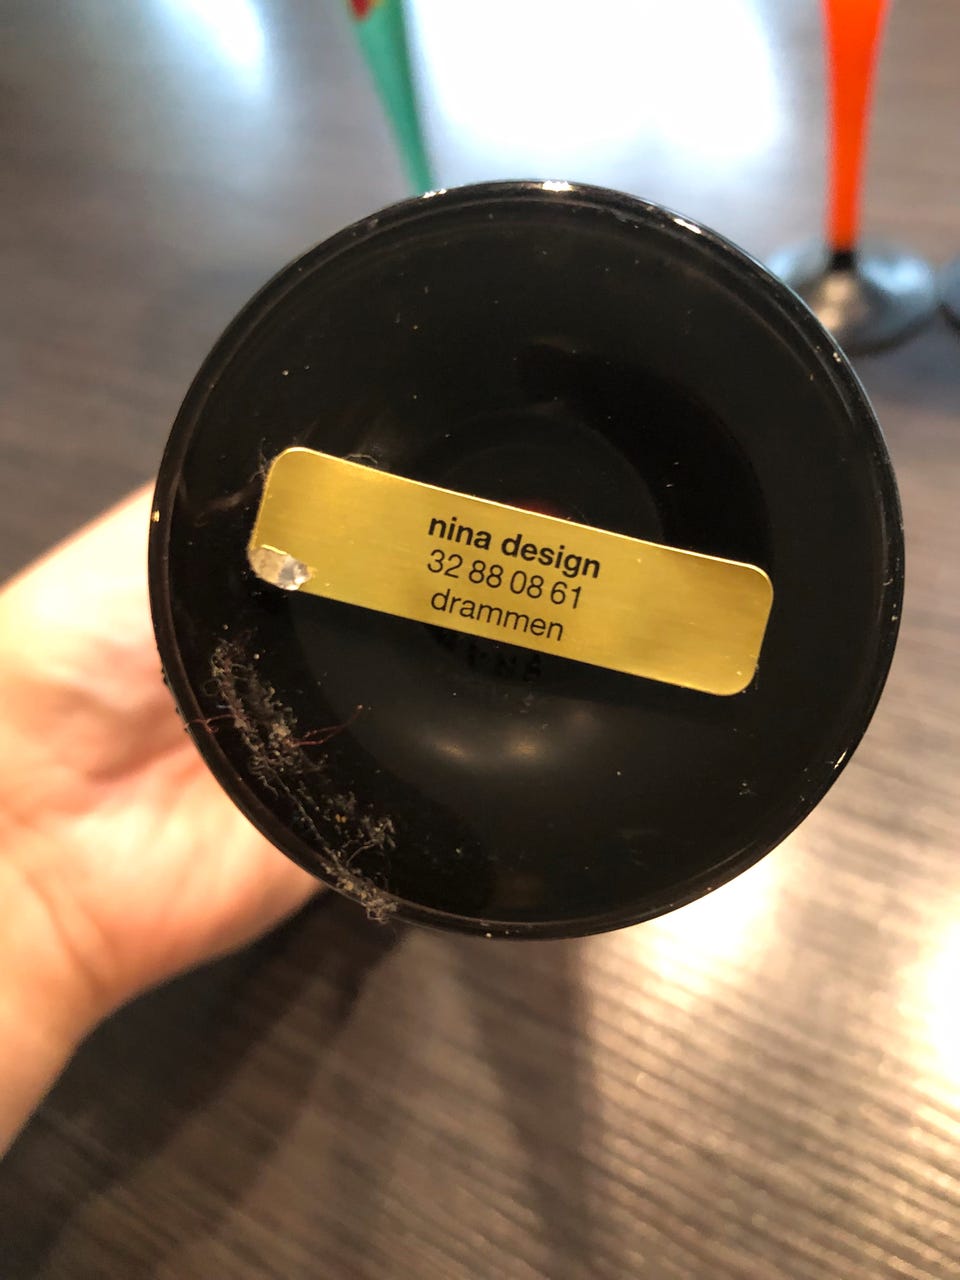 nina design
32 88 08 61
drammen